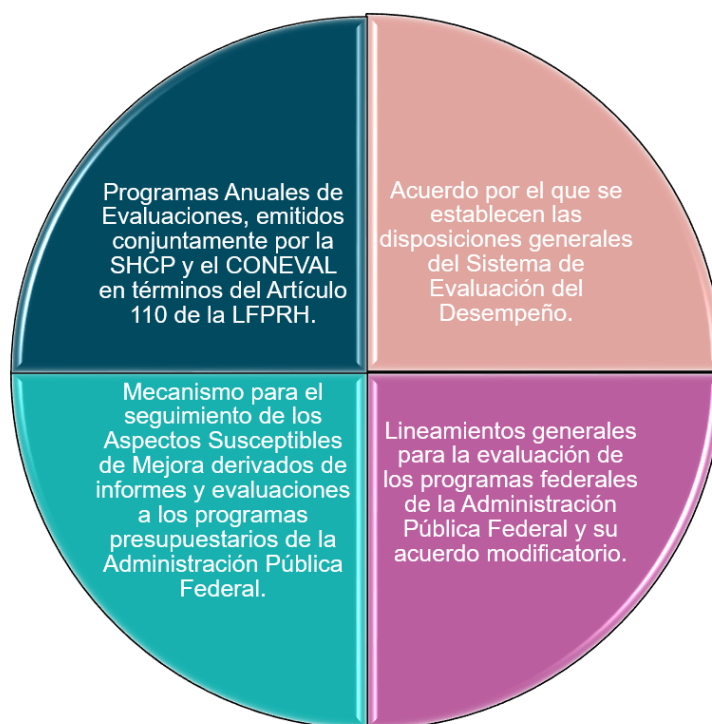 Programas Anuales de
Evaluaciones, emitidos
conjuntamente por la
SHCP y el CONEVAL
en términos del Artículo
110 de la LFPRH.
Acuerdo por el que se
establecen las
disposiciones generales
del Sistema de
Evaluación del
Desempeño.
Mecanismo para el
seguimiento de los
Aspectos Susceptibles
de Mejora derivados de
informes y evaluaciones
a los programas
presupuestarios de la
Administración Pública
Federal.
Lineamientos generales
para la evaluación de
los programas federales
de la Administración
Pública Federal y su
acuerdo modificatorio.